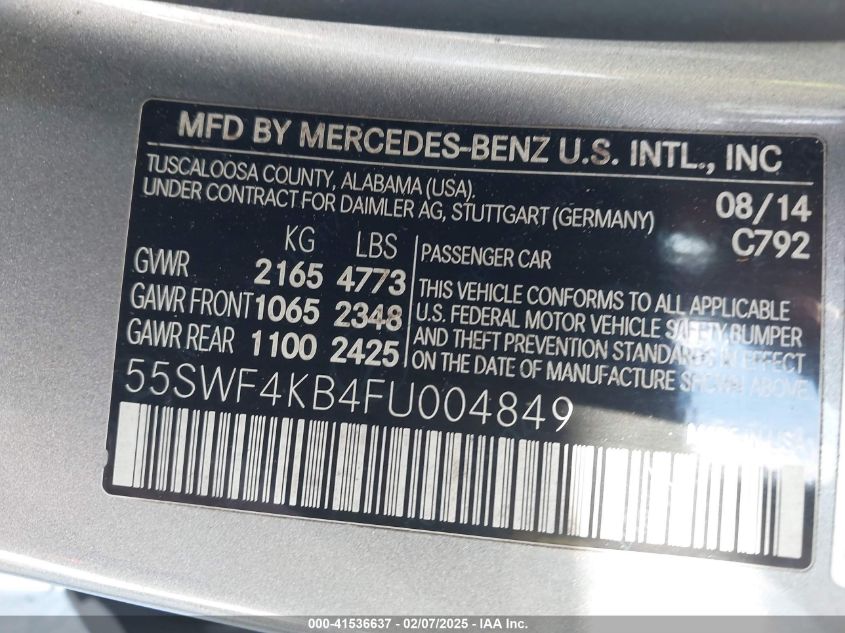 MFD BY MERCEDES-BENZ U.S. INTL., INC
TUSCALOOSA COUNTY, ALABAMA (USA).
UNDER CONTRACT FOR DAIMLER AG, STUTTGART (GERMANY)
08/14
C792
KG LBS
GVWR 2165 4773
GAWR FRONT 1065 2348
GAWR REAR 1100 2425
PASSENGER CAR
THIS VEHICLE CONFORMS TO ALL APPLICABLE
U.S. FEDERAL MOTOR VEHICLE SAFETY, BUMPER
AND THEFT PREVENTION STANDARDS IN EFFECT
ON THE DATE OF MANUFACTURE SHOWN ABOVE
55SWF4KB4FU004849
MADE IN USA
000-41536637 - 02/07/2025 - IAA Inc.